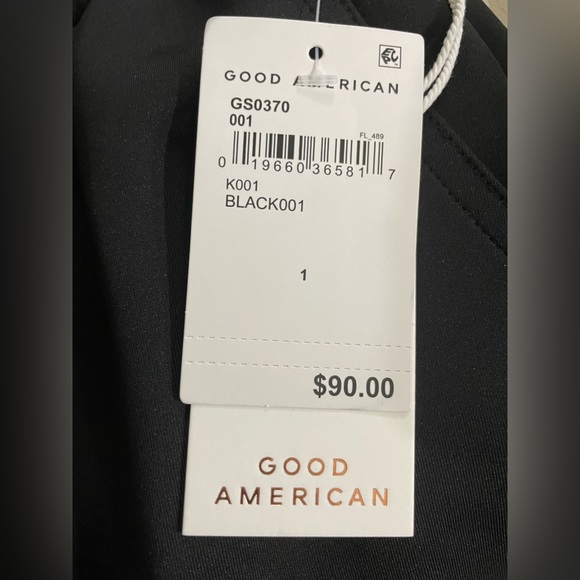 GOOD AMERICAN
GS0370
001
FL_489
0 19660 36581 7
K001
BLACK001
1
$90.00
GOOD
AMERICAN